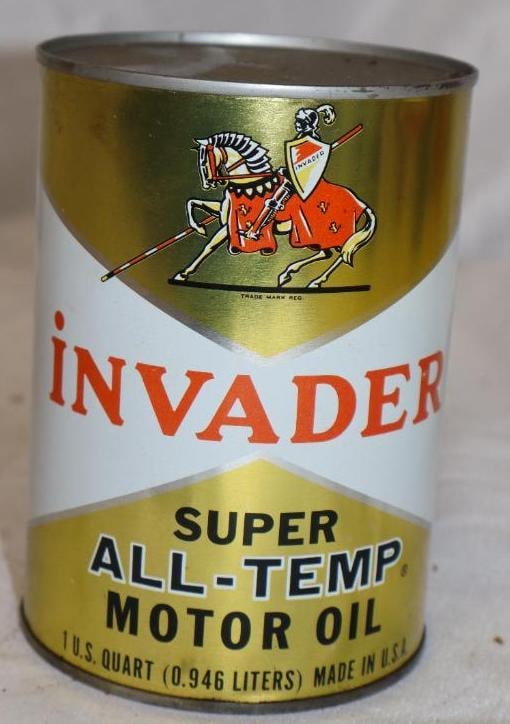 INVADER
TRADE MARK REG.
iNVADER
SUPER
ALL-TEMP®
MOTOR OIL
1 U.S. QUART (0.946 LITERS) MADE IN U.S.A.